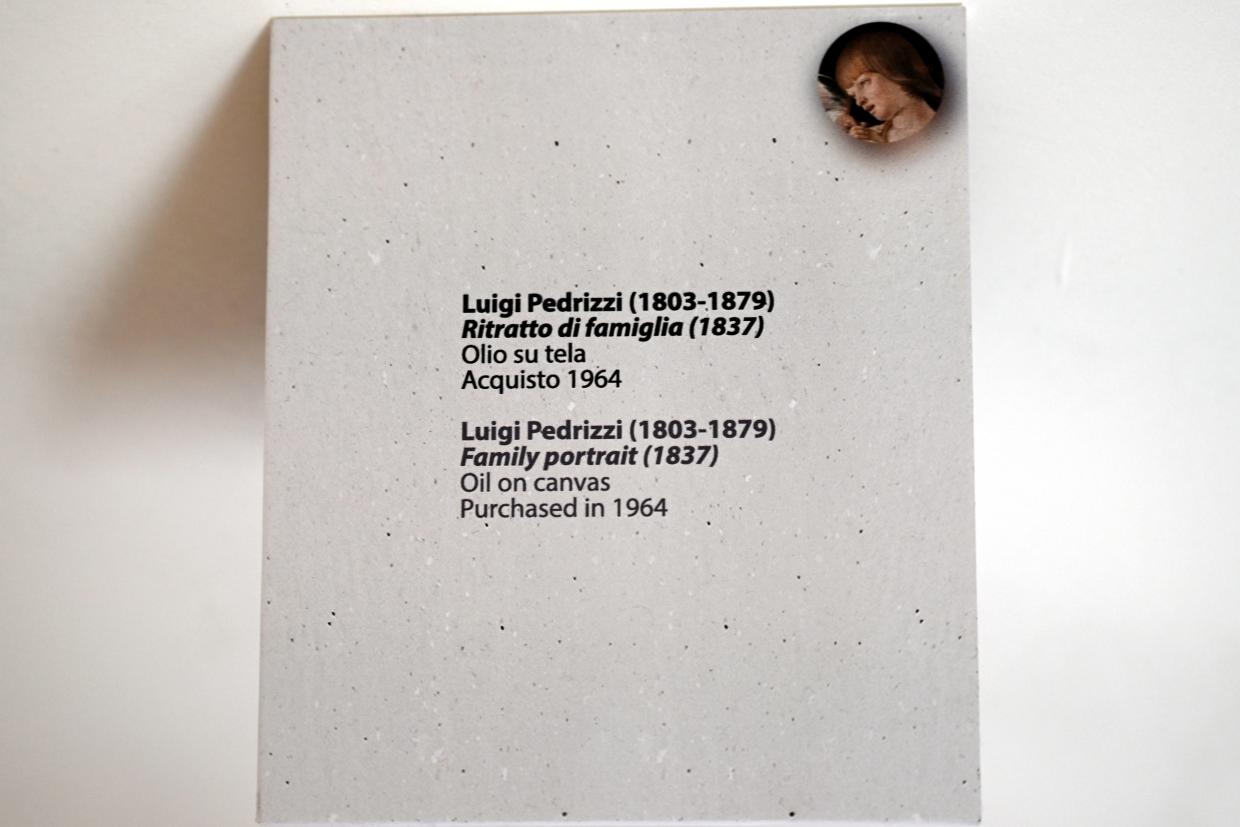 Luigi Pedrizzi (1803-1879)
Ritratto di famiglia (1837)
Olio su tela
Acquisto 1964
Luigi Pedrizzi (1803-1879)
Family portrait (1837)
Oil on canvas
Purchased in 1964